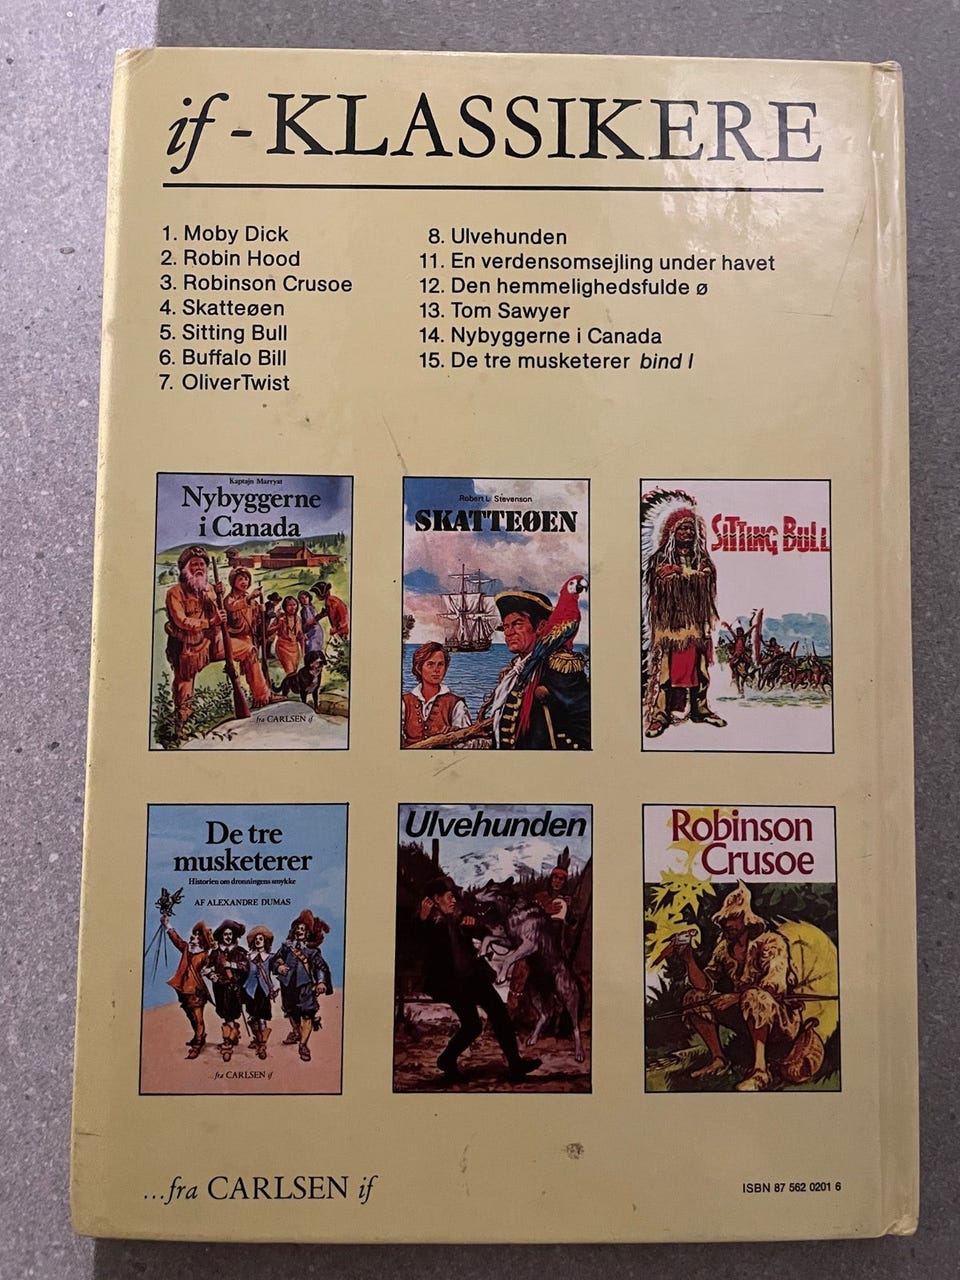 if - KLASSIKERE
1. Moby Dick
2. Robin Hood
3. Robinson Crusoe
4. Skatteøen
5. Sitting Bull
6. Buffalo Bill
7. OliverTwist
8. Ulvehunden
11. En verdensomsejling under havet
12. Den hemmelighedsfulde ø
13. Tom Sawyer
14. Nybyggerne i Canada
15. De tre musketerer bind I
Kaptajn Marryat
Nybyggerne
i Canada
...fra CARLSEN if
Robert L. Stevenson
SKATTEØEN
SITTING BULL
De tre
musketerer
Historien om dronningens smykke
AF ALEXANDRE DUMAS
...fra CARLSEN if
Ulvehunden
Robinson
Crusoe
...fra CARLSEN if
ISBN 87 562 0201 6